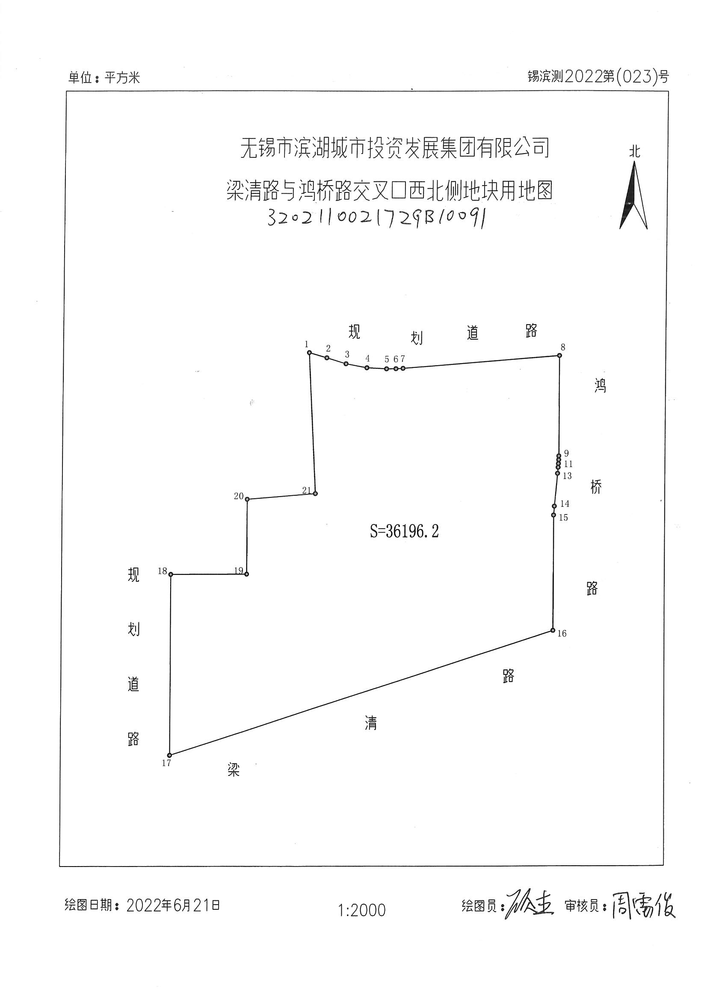 单位：平方米
锡滨测2022第(023)号
无锡市滨湖城市投资发展集团有限公司
梁清路与鸿桥路交叉口西北侧地块用地图
320211002172GB10091
北
规划道路
1
2
3
4
5
6
7
8
鸿桥路
9
11
13
14
15
16
21
20
S=36196.2
18
19
规划道路
17
梁清路
绘图日期：2022年6月21日
1:2000
绘图员：
审核员：周